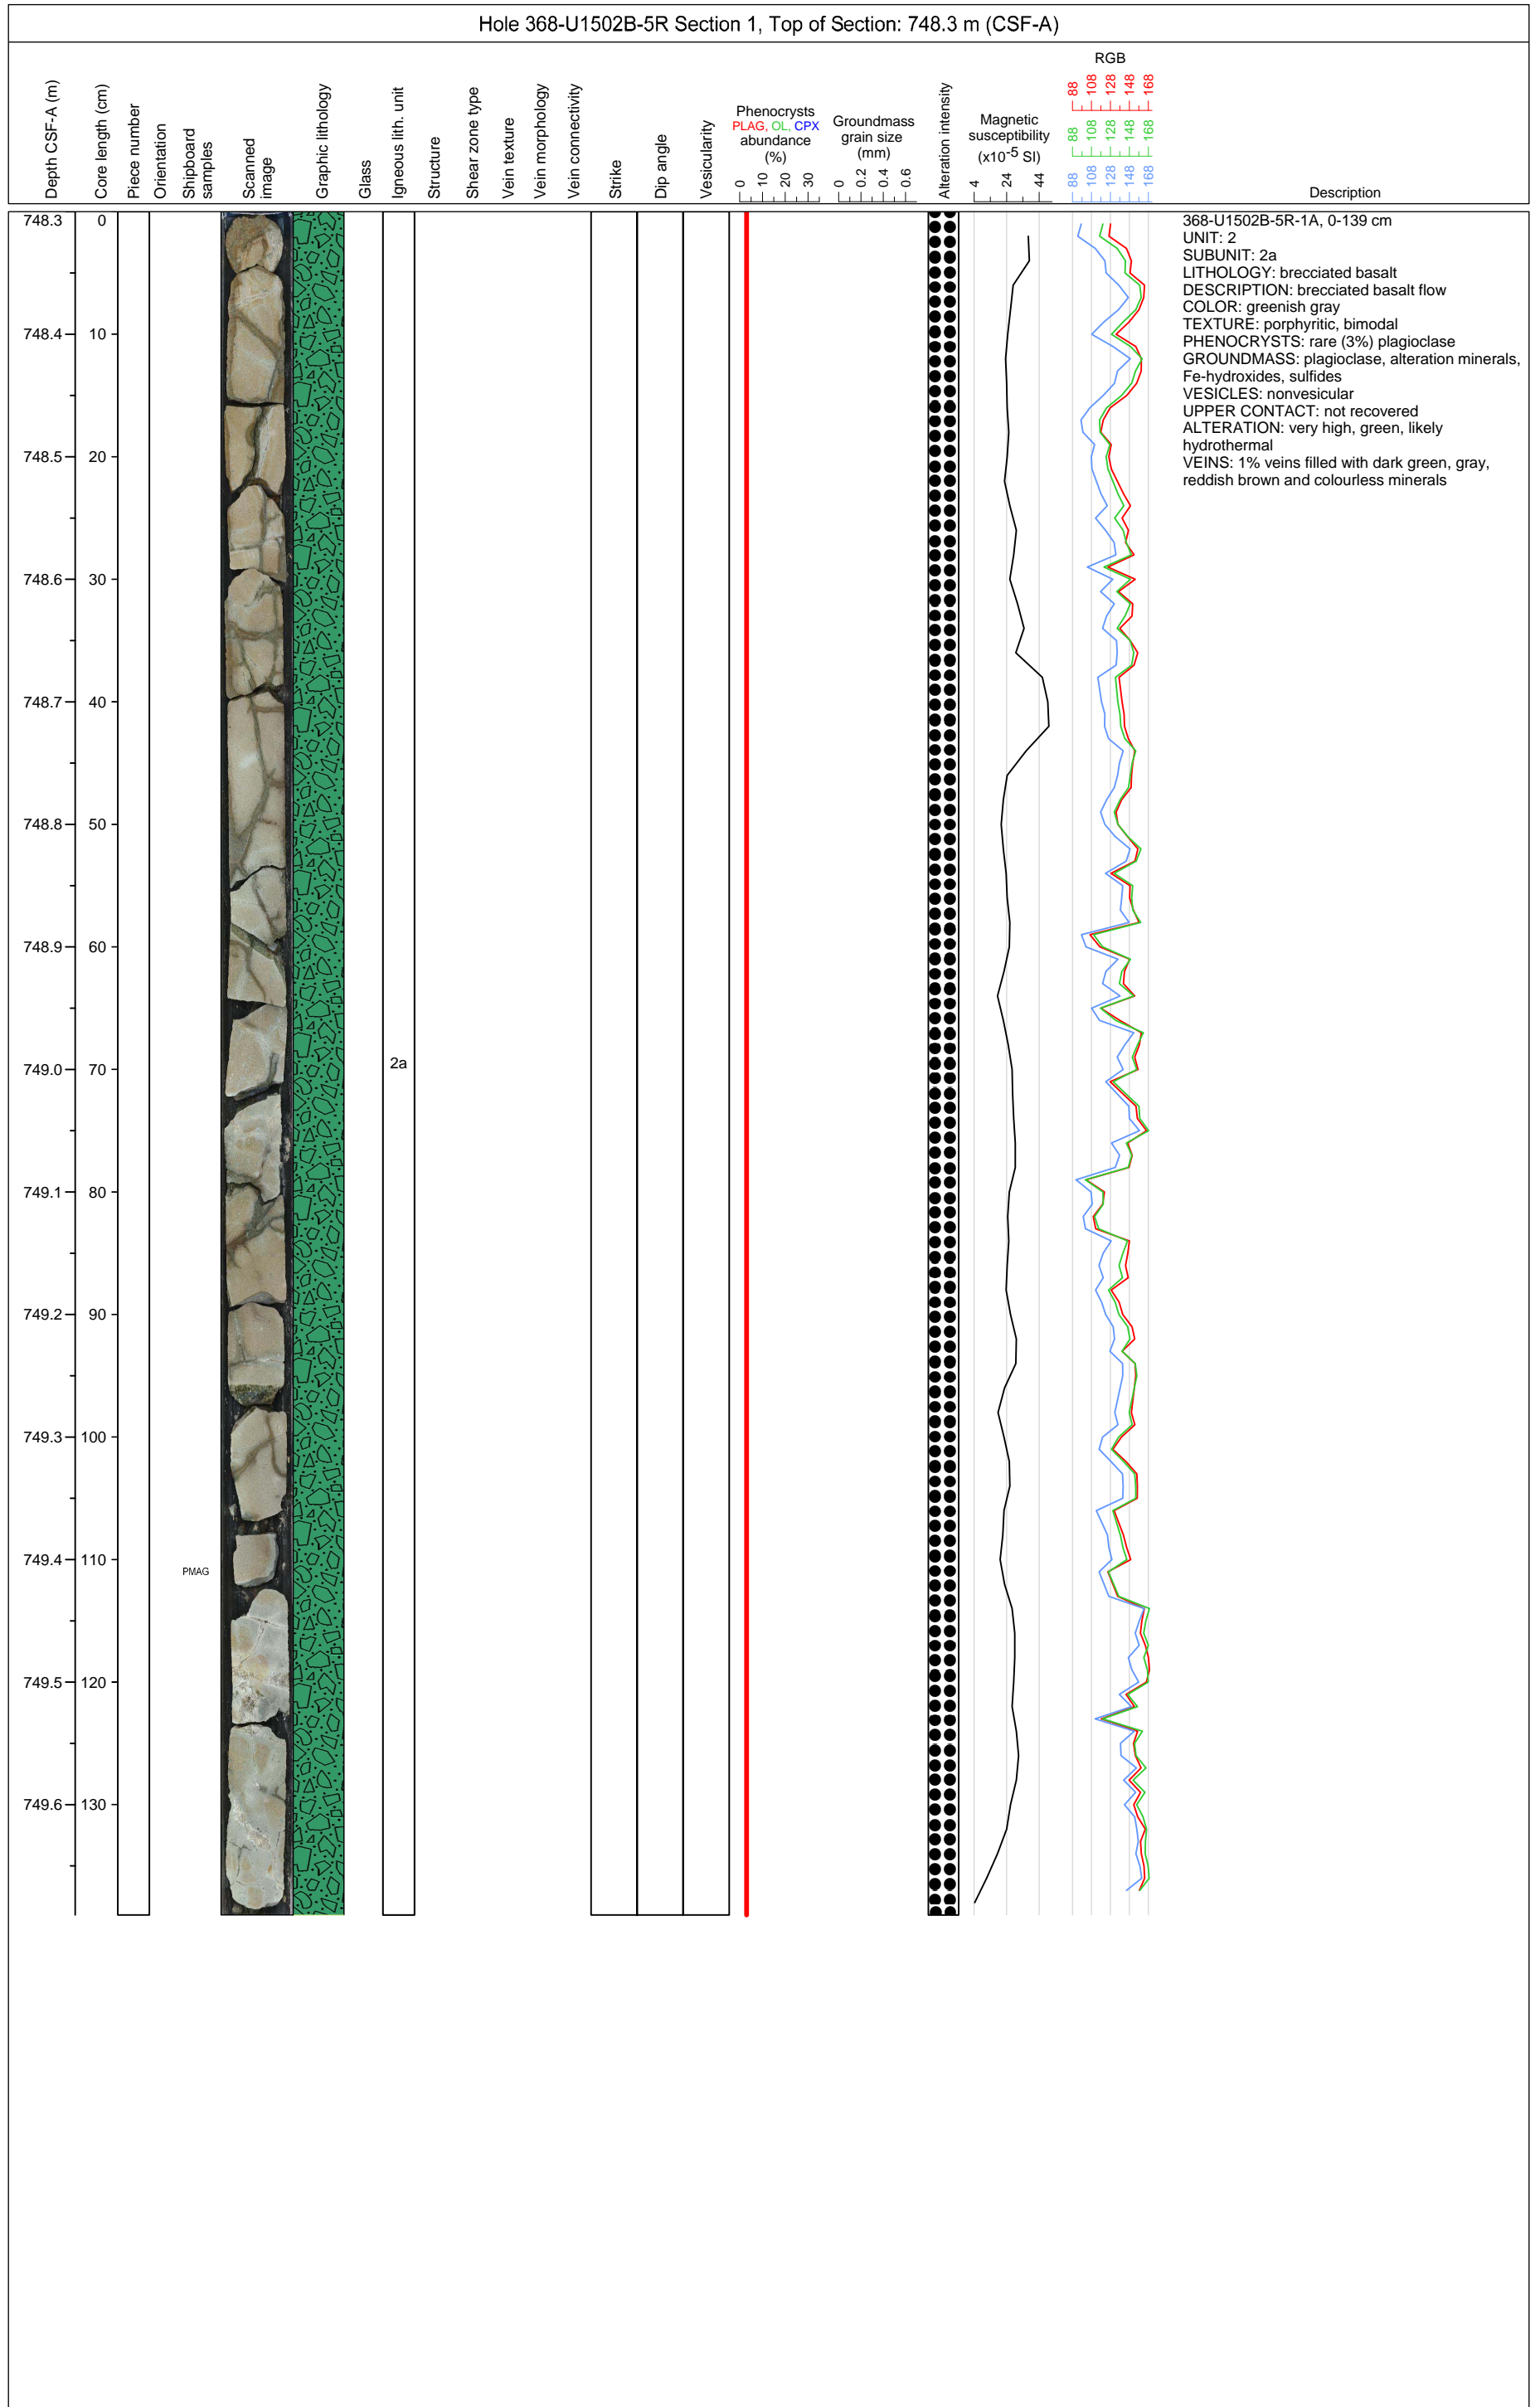 Hole 368-U1502B-5R Section 1, Top of Section: 748.3 m (CSF-A)
Depth CSF-A (m)
Core length (cm)
Piece number
Orientation
Shipboard
samples
Scanned
image
Graphic lithology
Glass
Igneous lith. unit
Structure
Shear zone type
Vein texture
Vein morphology
Vein connectivity
Strike
Dip angle
Vesicularity
Phenocrysts
PLAG, OL, CPX
abundance
(%)
0 10 20 30
Groundmass
grain size
(mm)
0 0.2 0.4 0.6
Alteration intensity
Magnetic
susceptibility
(x10-5 SI)
4 24 44
RGB
88 108 128 148 168
88 108 128 148 168
88 108 128 148 168
Description
748.3 0
748.4 10
748.5 20
748.6 30
748.7 40
748.8 50
748.9 60
749.0 70
749.1 80
749.2 90
749.3 100
749.4 110
749.5 120
749.6 130
PMAG
2a
368-U1502B-5R-1A, 0-139 cm
UNIT: 2
SUBUNIT: 2a
LITHOLOGY: brecciated basalt
DESCRIPTION: brecciated basalt flow
COLOR: greenish gray
TEXTURE: porphyritic, bimodal
PHENOCRYSTS: rare (3%) plagioclase
GROUNDMASS: plagioclase, alteration minerals,
Fe-hydroxides, sulfides
VESICLES: nonvesicular
UPPER CONTACT: not recovered
ALTERATION: very high, green, likely
hydrothermal
VEINS: 1% veins filled with dark green, gray,
reddish brown and colourless minerals